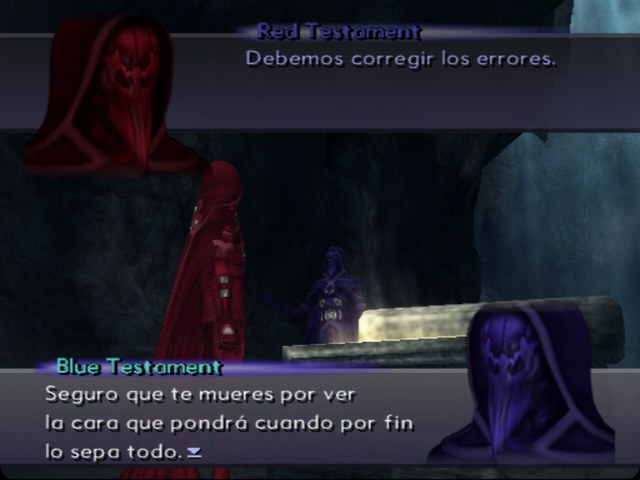 Red Testament
Debemos corregir los errores.
Blue Testament
Seguro que te mueres por ver
la cara que pondrá cuando por fin
lo sepa todo.